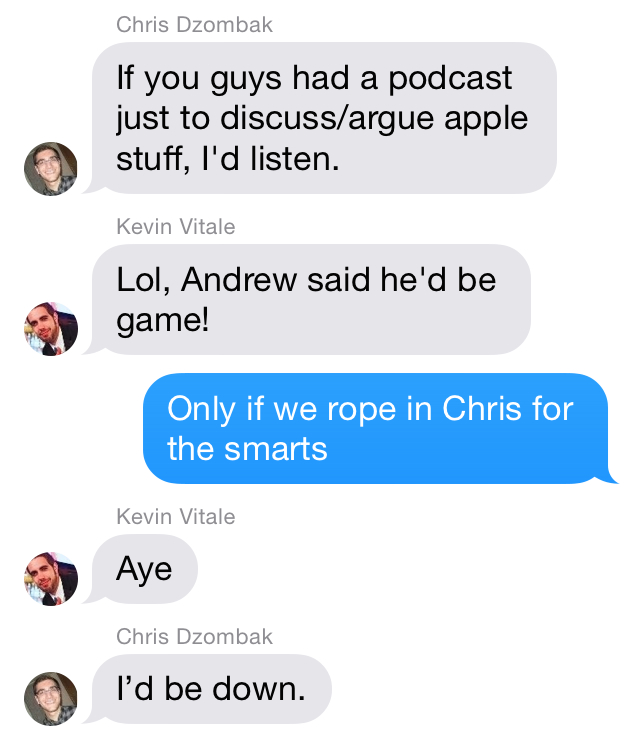 Chris Dzombak
If you guys had a podcast
just to discuss/argue apple
stuff, I'd listen.
Kevin Vitale
Lol, Andrew said he'd be
game!
Only if we rope in Chris for
the smarts
Kevin Vitale
Aye
Chris Dzombak
I’d be down.